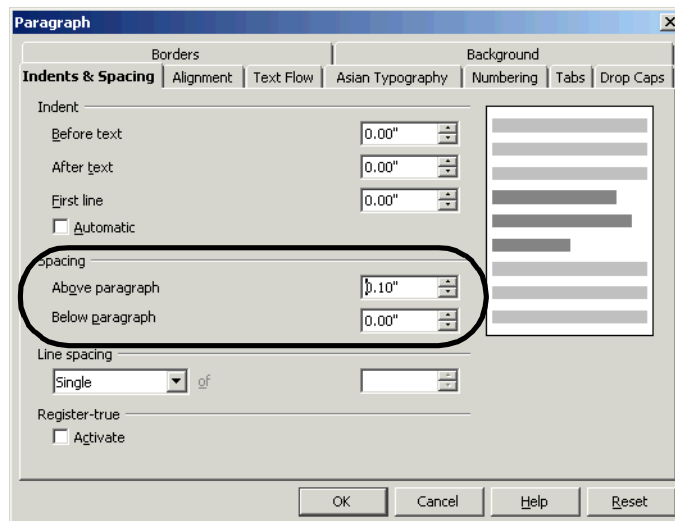 Paragraph
Borders Background
Indents & Spacing Alignment Text Flow Asian Typography Numbering Tabs Drop Caps
Indent
Before text 0.00"
After text 0.00"
First line 0.00"
Automatic
Spacing
Above paragraph 0.10"
Below paragraph 0.00"
Line spacing
Single of
Register-true
Activate
OK Cancel Help Reset